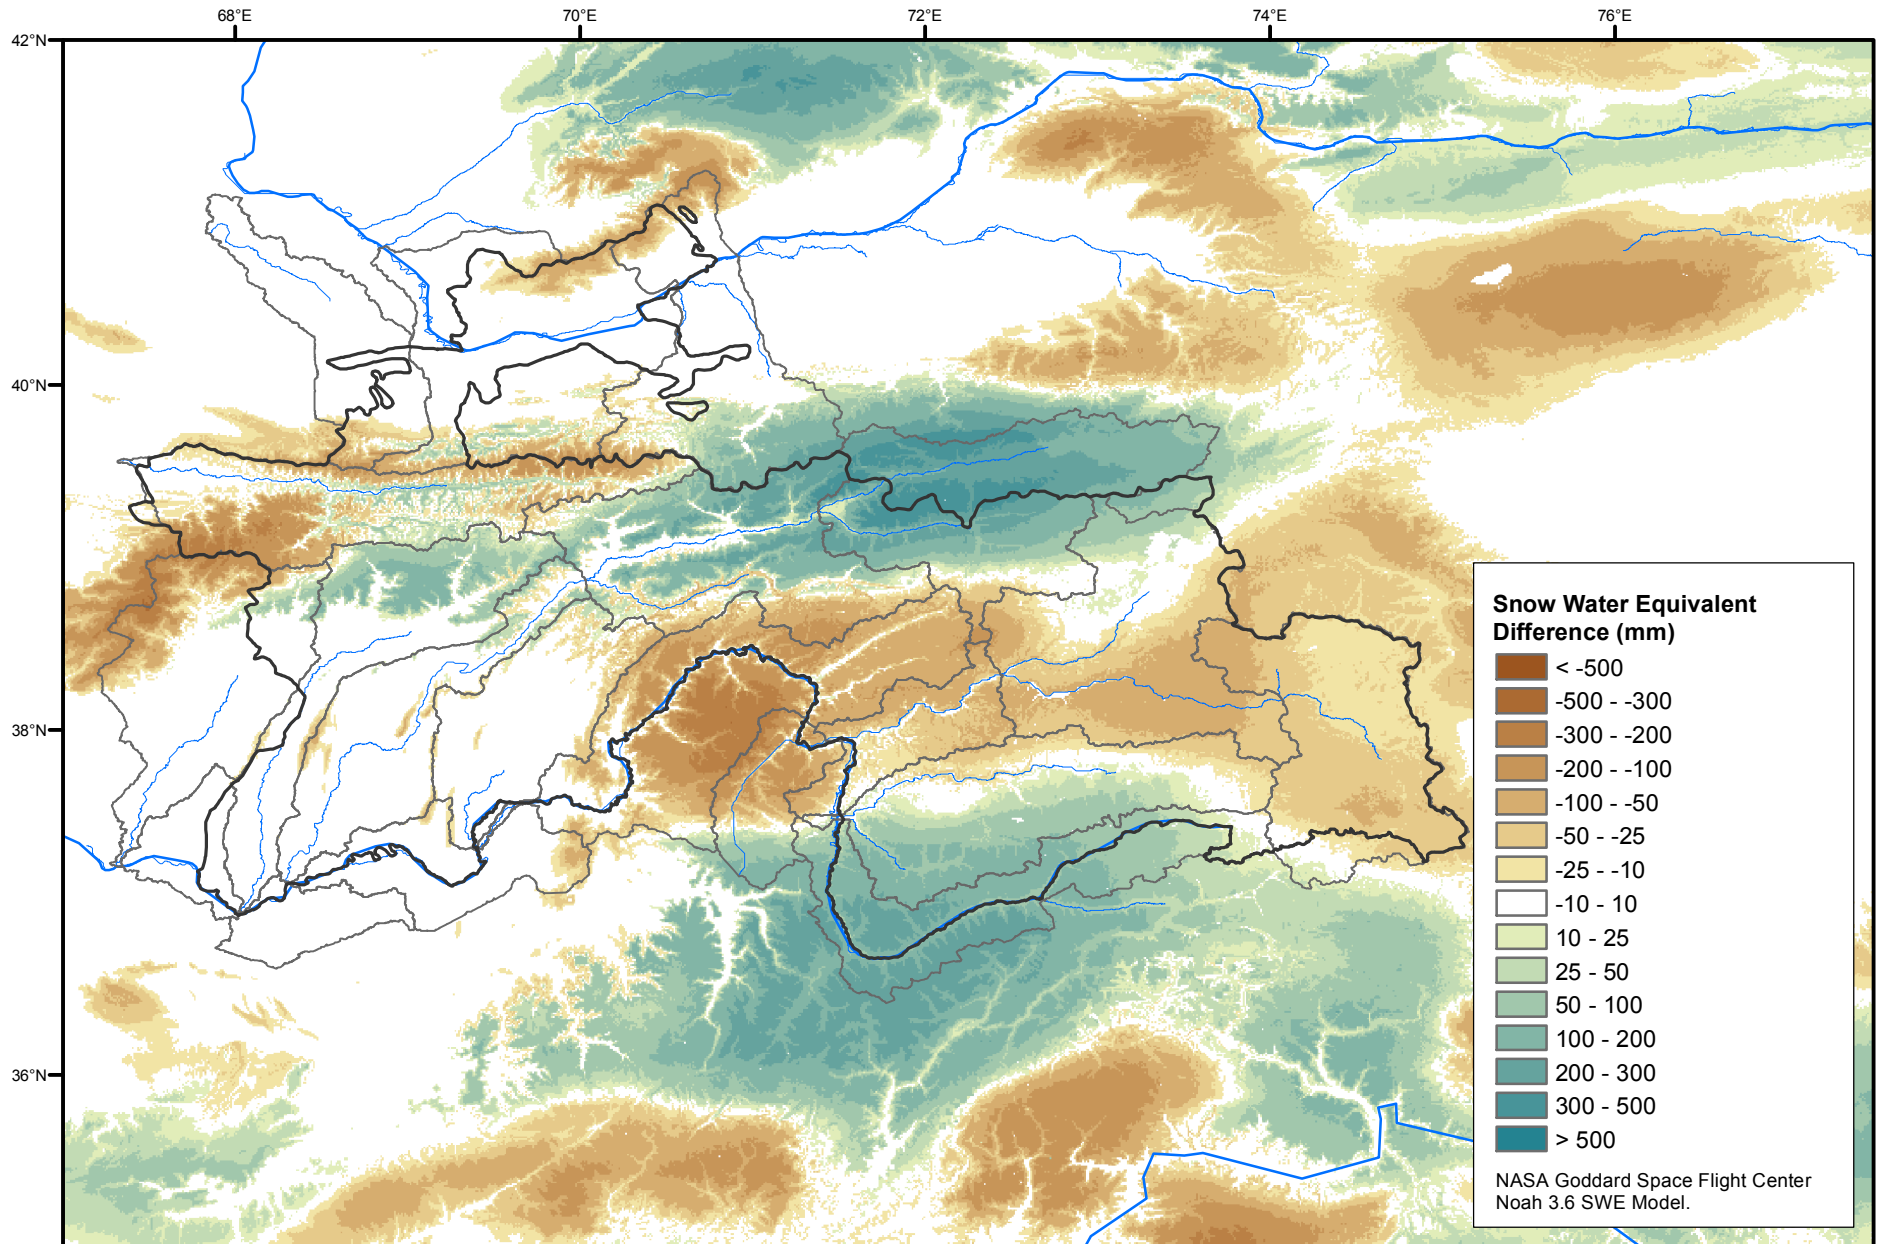 68°E 70°E 72°E 74°E 76°E
42°N
40°N
38°N
36°N
Snow Water Equivalent
Difference (mm)
< -500
-500 - -300
-300 - -200
-200 - -100
-100 - -50
-50 - -25
-25 - -10
-10 - 10
10 - 25
25 - 50
50 - 100
100 - 200
200 - 300
300 - 500
> 500
NASA Goddard Space Flight Center
Noah 3.6 SWE Model.